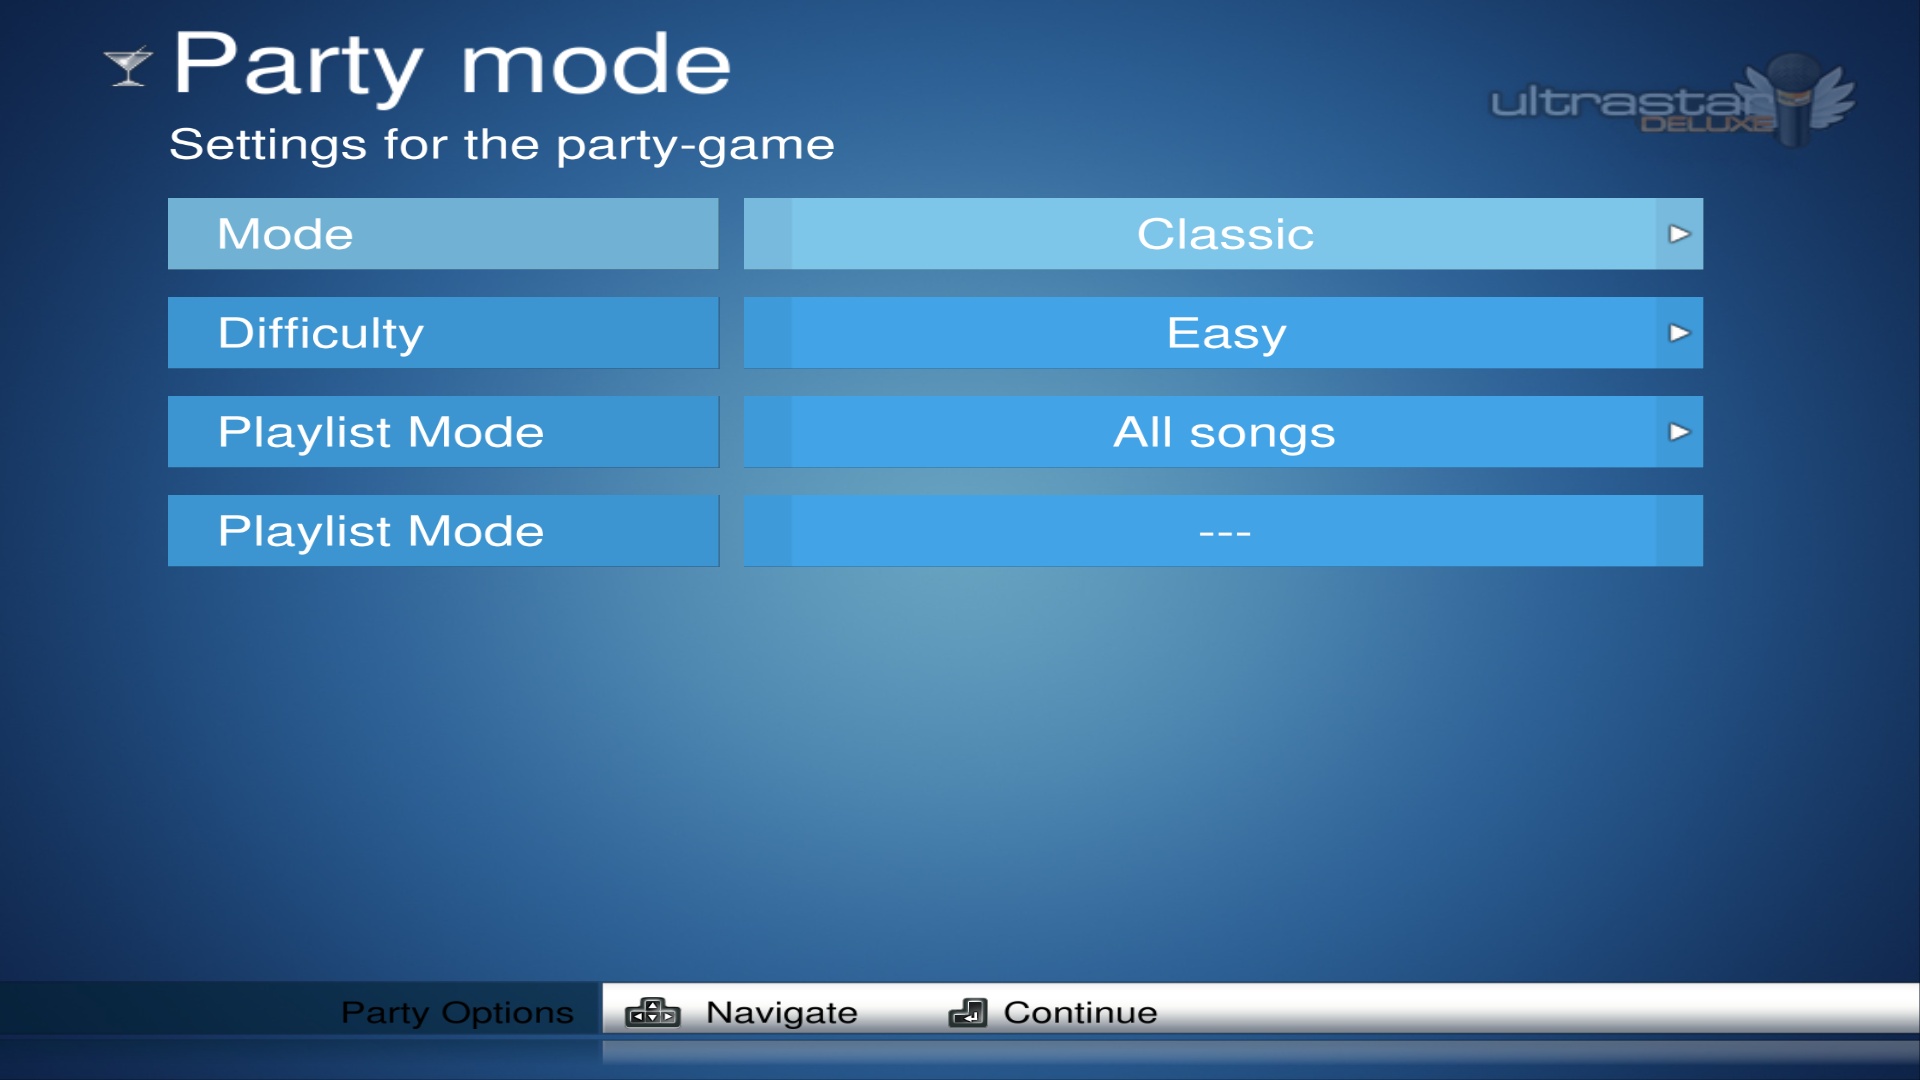 Party mode
ultrastar
DELUXE
Settings for the party-game
Mode Classic
Difficulty Easy
Playlist Mode All songs
Playlist Mode ---
Party Options Navigate Continue